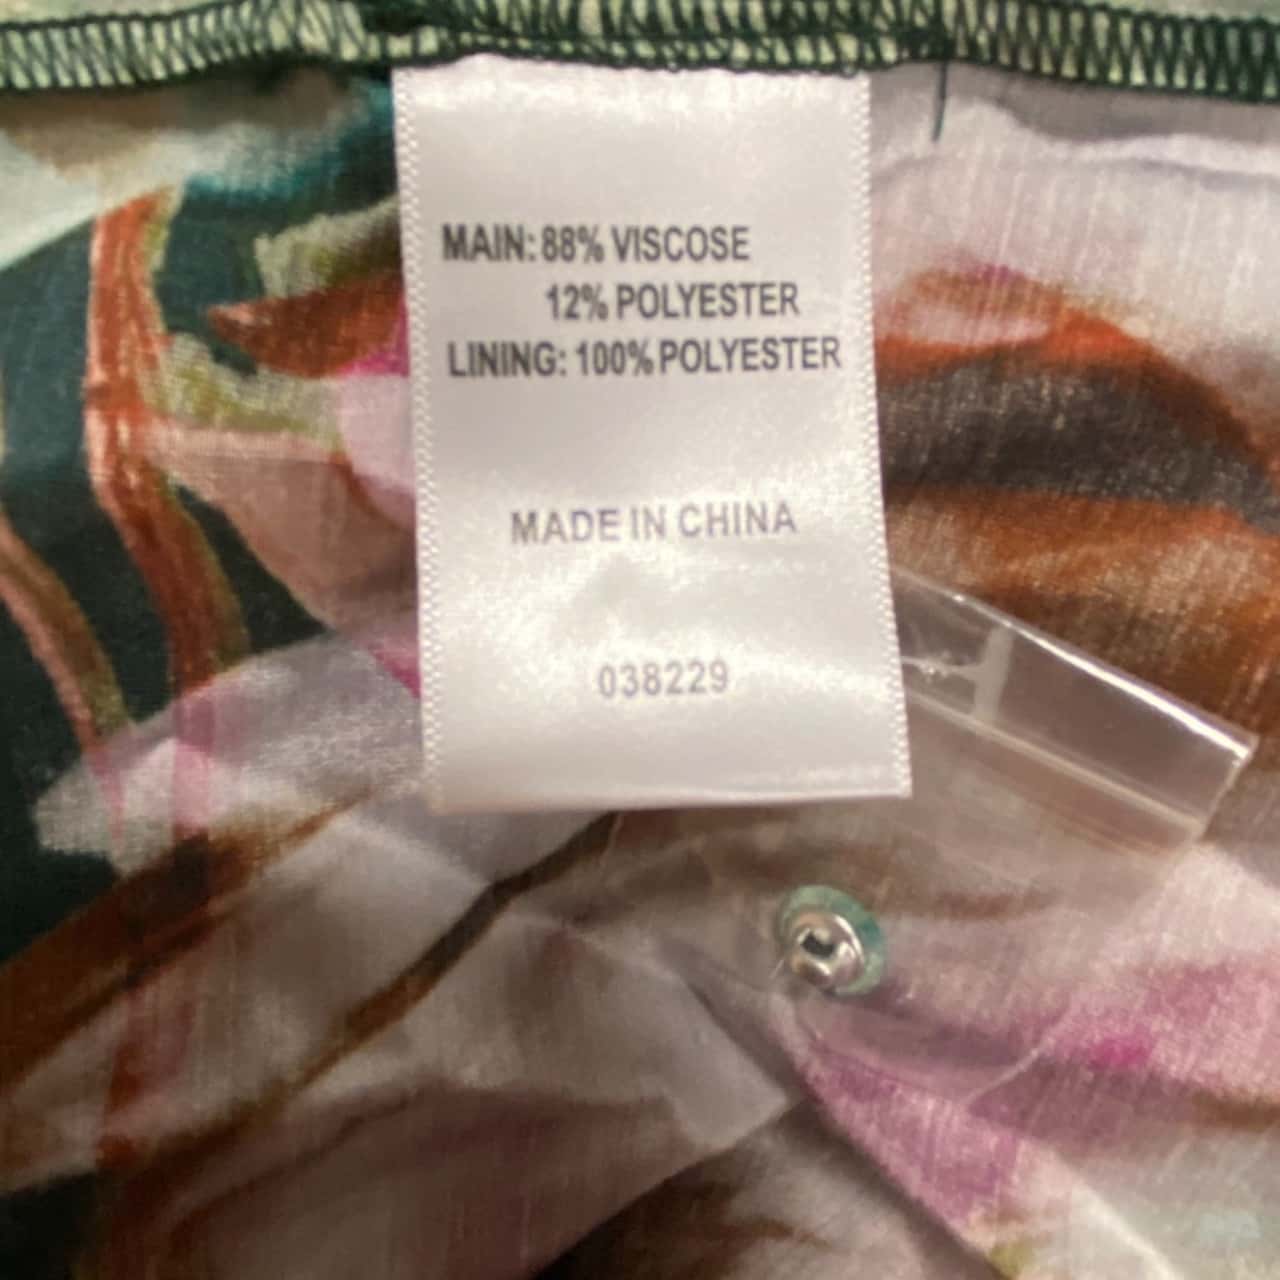 MAIN: 88% VISCOSE
12% POLYESTER
LINING: 100% POLYESTER
MADE IN CHINA
038229